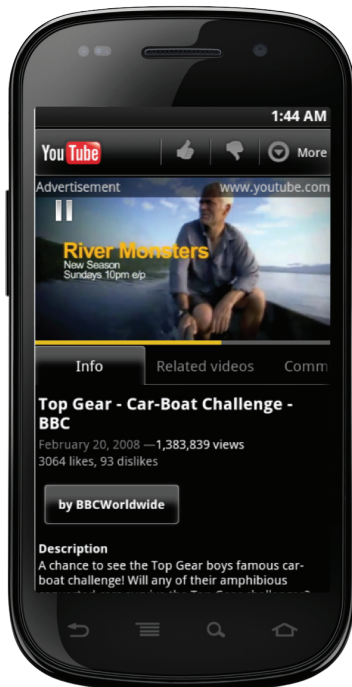 1:44 AM
You Tube
More
Advertisement
www.youtube.com
River Monsters
New Season
Sundays 10pm e/p
Info
Related videos
Comm
Top Gear - Car-Boat Challenge -
BBC
February 20, 2008 —1,383,839 views
3064 likes, 93 dislikes
by BBCWorldwide
Description
A chance to see the Top Gear boys famous car-
boat challenge! Will any of their amphibious